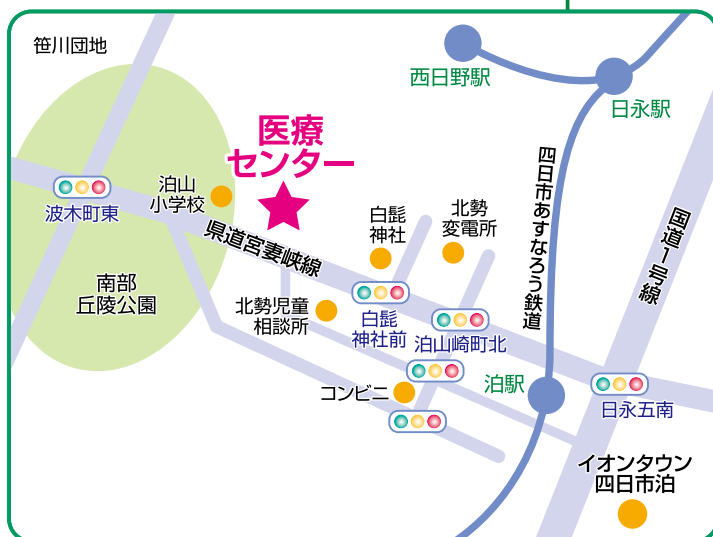 笹川団地
西日野駅
日永駅
医療
センター
泊山
小学校
波木町東
白髭
神社
北勢
変電所
四日市あすなろう鉄道
国道1号線
県道宮妻峡線
南部
丘陵公園
北勢児童
相談所
白髭
神社前
泊山崎町北
コンビニ
泊駅
日永五南
イオンタウン
四日市泊